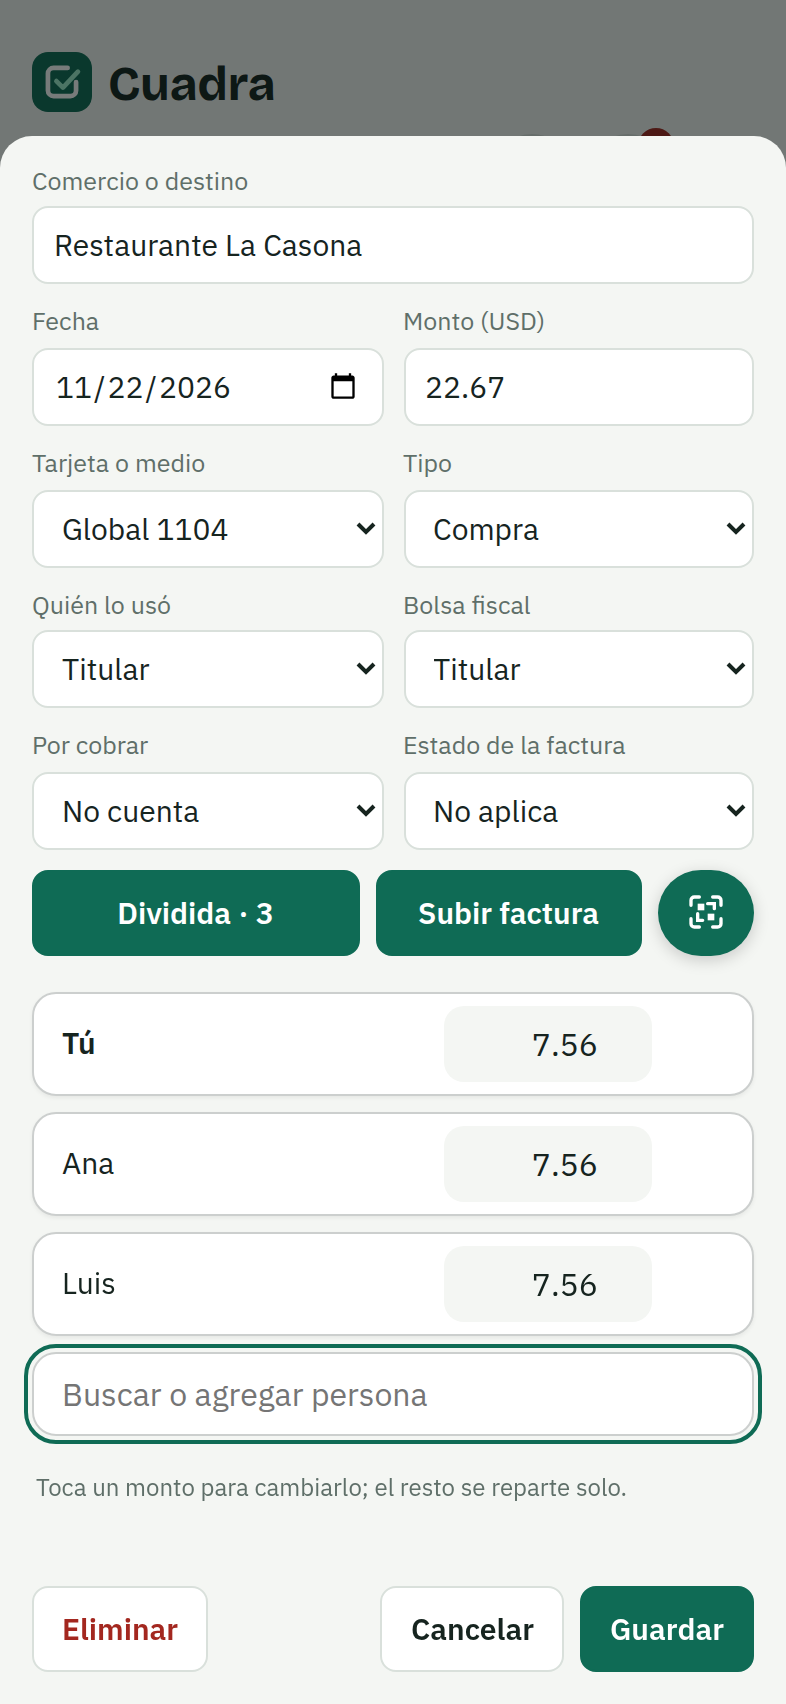 Cuadra
Comercio o destino
Restaurante La Casona
Fecha
Monto (USD)
11/22/2026
22.67
Tarjeta o medio
Tipo
Global 1104
Compra
Quién lo usó
Bolsa fiscal
Titular
Titular
Por cobrar
Estado de la factura
No cuenta
No aplica
Dividida · 3
Subir factura
Tú
7.56
Ana
7.56
Luis
7.56
Buscar o agregar persona
Toca un monto para cambiarlo; el resto se reparte solo.
Eliminar
Cancelar
Guardar